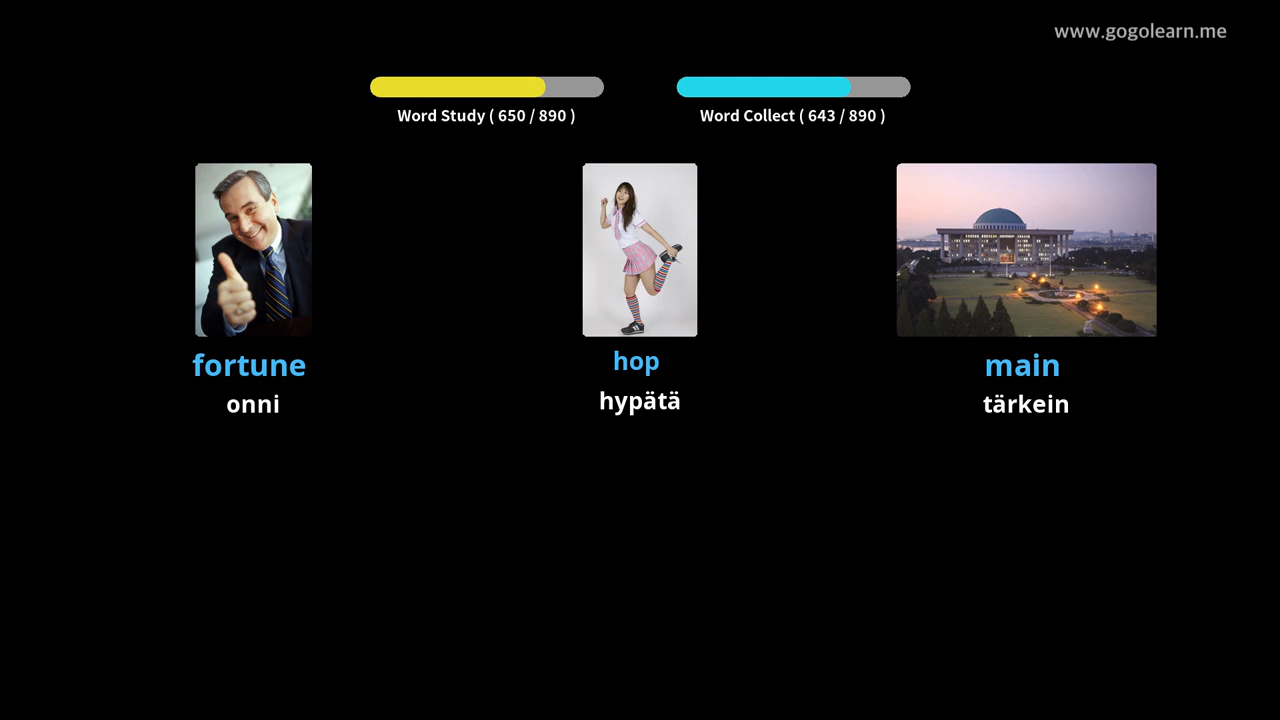 www.gogolearn.me
Word Study ( 650 / 890 )
Word Collect ( 643 / 890 )
fortune
onni
hop
hypätä
main
tärkein